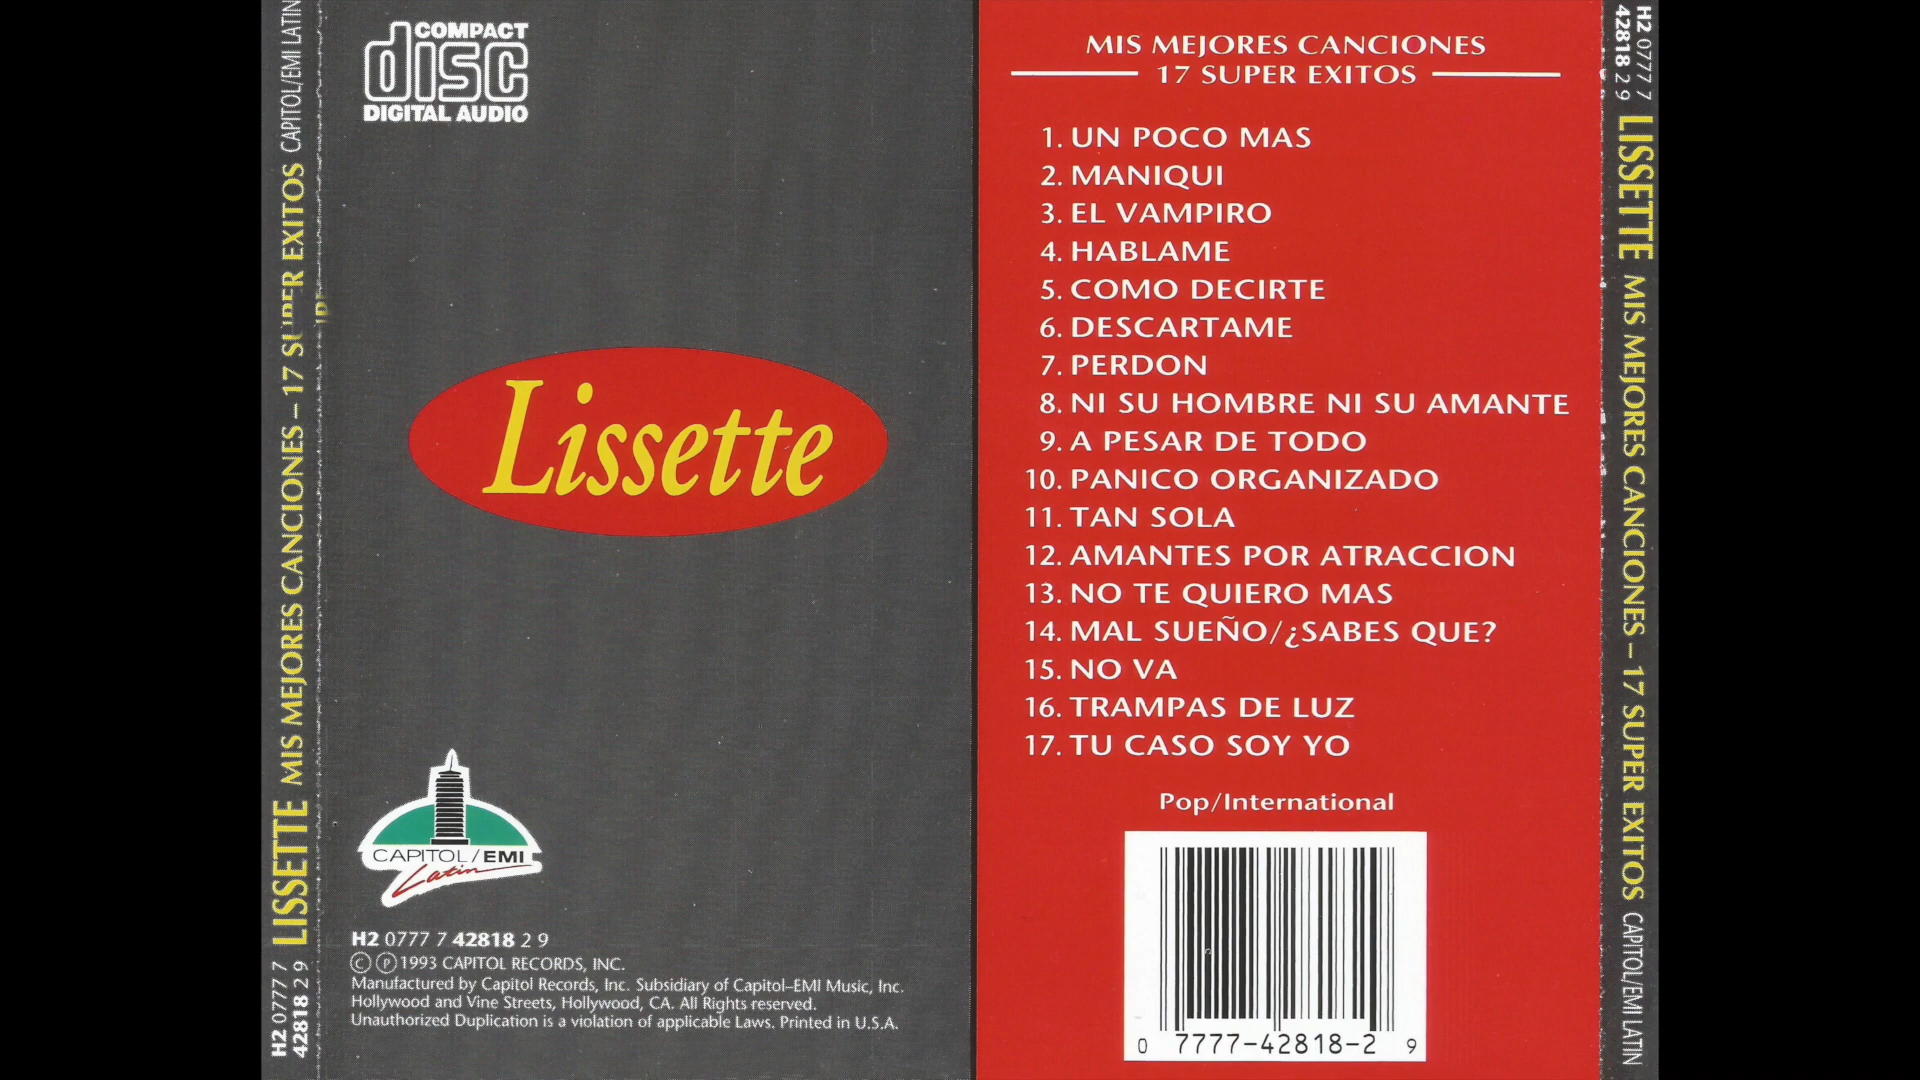 LISSETTE MIS MEJORES CANCIONES – 17 SUPER EXITOS CAPITOL/EMI LATIN
H2 0777 7
42818 2 9
COMPACT
disc
DIGITAL AUDIO
Lissette
CAPITOL/EMI
Latin
H2 0777 7 42818 2 9
© ℗ 1993 CAPITOL RECORDS, INC.
Manufactured by Capitol Records, Inc. Subsidiary of Capitol–EMI Music, Inc.
Hollywood and Vine Streets, Hollywood, CA. All Rights reserved.
Unauthorized Duplication is a violation of applicable Laws. Printed in U.S.A.
MIS MEJORES CANCIONES
17 SUPER EXITOS
1. UN POCO MAS
2. MANIQUI
3. EL VAMPIRO
4. HABLAME
5. COMO DECIRTE
6. DESCARTAME
7. PERDON
8. NI SU HOMBRE NI SU AMANTE
9. A PESAR DE TODO
10. PANICO ORGANIZADO
11. TAN SOLA
12. AMANTES POR ATRACCION
13. NO TE QUIERO MAS
14. MAL SUEÑO/¿SABES QUE?
15. NO VA
16. TRAMPAS DE LUZ
17. TU CASO SOY YO
Pop/International
0 7777-42818-2 9
H2 0777 7
42818 2 9
LISSETTE MIS MEJORES CANCIONES – 17 SUPER EXITOS CAPITOL/EMI LATIN